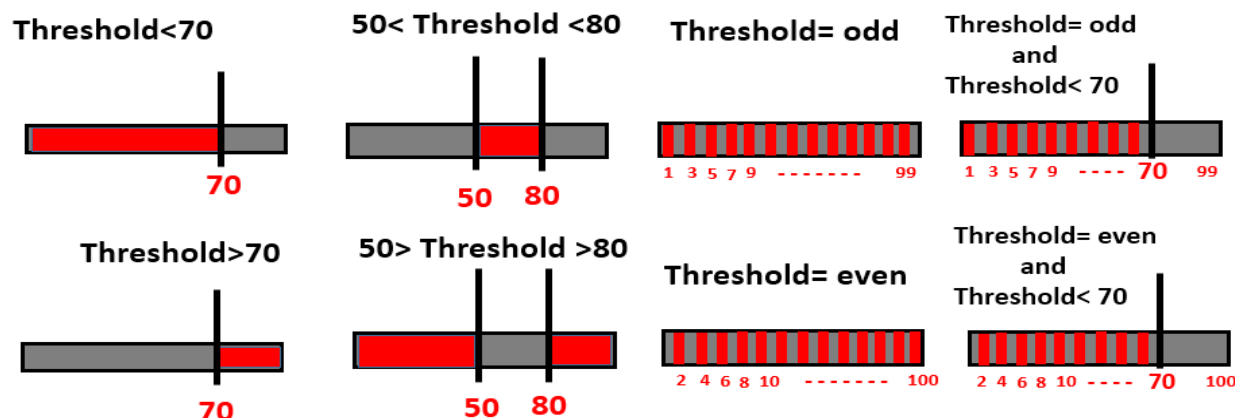 Threshold<70
70
50< Threshold <80
50 80
Threshold= odd
1 3 5 7 9 - - - - - - - 99
Threshold= odd
and
Threshold< 70
1 3 5 7 9 - - - - 70 99
Threshold>70
70
50> Threshold >80
50 80
Threshold= even
2 4 6 8 10 - - - - - - - 100
Threshold= even
and
Threshold< 70
2 4 6 8 10 - - - - 70 100